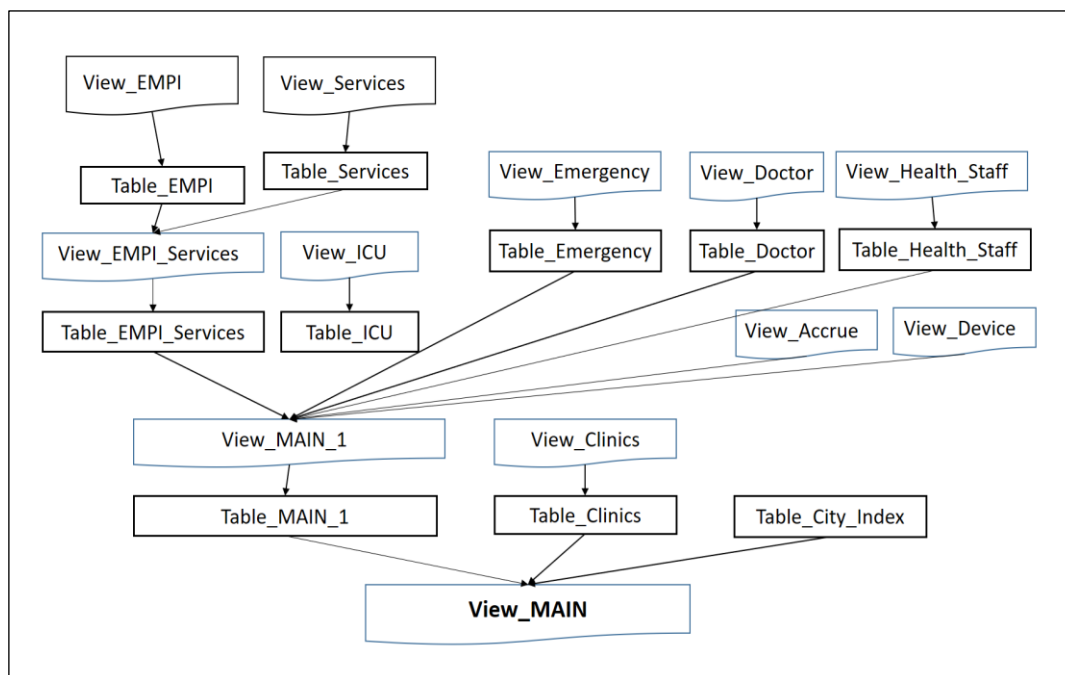 View_EMPI
View_Services
Table_EMPI
Table_Services
View_Emergency
View_Doctor
View_Health_Staff
View_EMPI_Services
View_ICU
Table_Emergency
Table_Doctor
Table_Health_Staff
Table_EMPI_Services
Table_ICU
View_Accrue
View_Device
View_MAIN_1
View_Clinics
Table_MAIN_1
Table_Clinics
Table_City_Index
View_MAIN